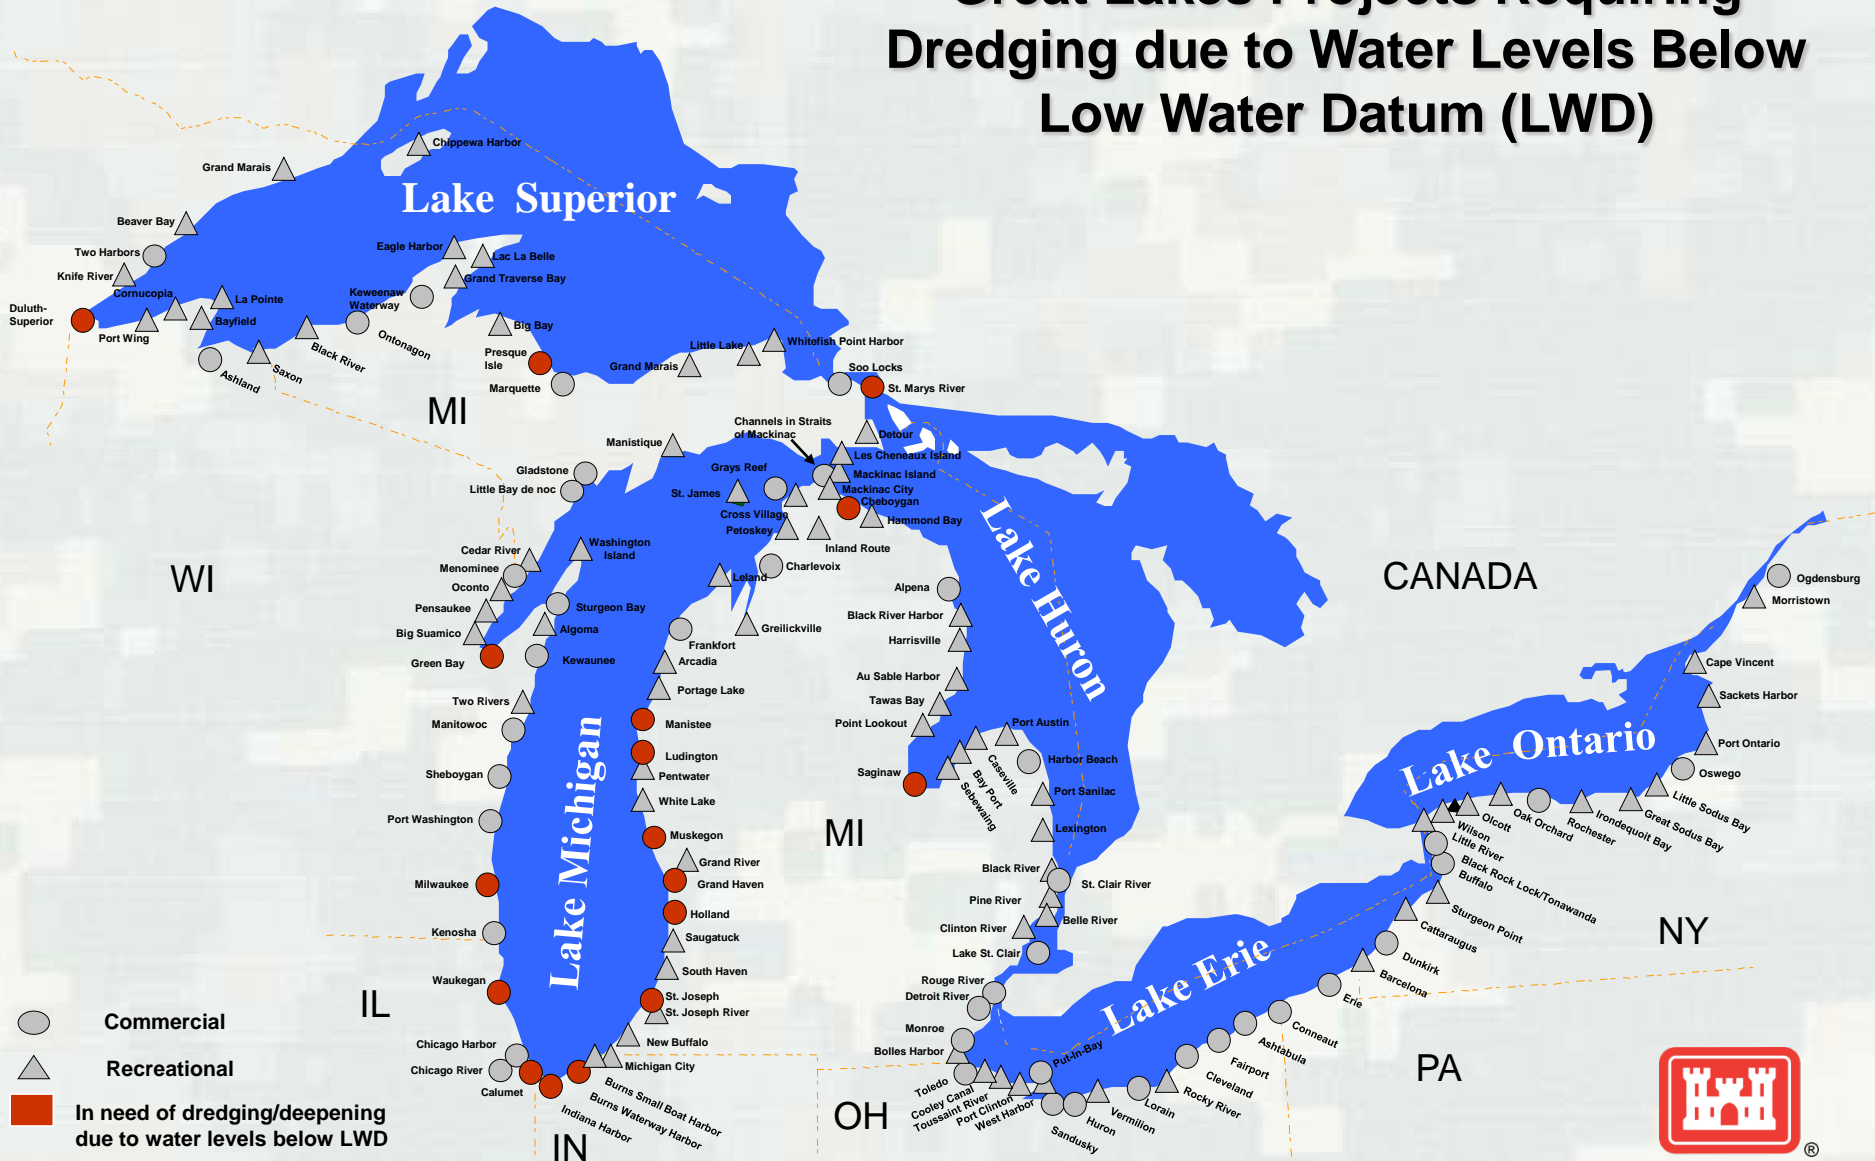 Great Lakes Projects Requiring
Dredging due to Water Levels Below
Low Water Datum (LWD)
Chippewa Harbor
Grand Marais
Lake Superior
Beaver Bay
Two Harbors
Knife River
Cornucopia
La Pointe
Duluth-
Superior
Port Wing
Bayfield
Ashland
Saxon
Black River
Ontonagon
Keweenaw
Waterway
Eagle Harbor
Lac La Belle
Grand Traverse Bay
Big Bay
Presque
Isle
Marquette
Grand Marais
Little Lake
Whitefish Point Harbor
Soo Locks
St. Marys River
MI
Channels in Straits
of Mackinac
Detour
Les Cheneaux Island
Mackinac Island
Mackinac City
Cheboygan
Hammond Bay
Manistique
Gladstone
Little Bay de noc
Grays Reef
St. James
Cross Village
Petoskey
Inland Route
Charlevoix
Leland
Greilickville
Cedar River
Menominee
Oconto
Pensaukee
Big Suamico
Green Bay
Washington
Island
Sturgeon Bay
Algoma
Kewaunee
WI
Two Rivers
Manitowoc
Sheboygan
Port Washington
Milwaukee
Kenosha
Waukegan
IL
Chicago Harbor
Chicago River
Calumet
Lake Michigan
Frankfort
Arcadia
Portage Lake
Manistee
Ludington
Pentwater
White Lake
Muskegon
Grand River
Grand Haven
Holland
Saugatuck
South Haven
St. Joseph
St. Joseph River
New Buffalo
Michigan City
Burns Small Boat Harbor
Burns Waterway Harbor
Indiana Harbor
IN
Lake Huron
Alpena
Black River Harbor
Harrisville
Au Sable Harbor
Tawas Bay
Point Lookout
Saginaw
Port Austin
Caseville
Bay Port
Sebewaing
Harbor Beach
Port Sanilac
Lexington
MI
Black River
St. Clair River
Pine River
Belle River
Clinton River
Lake St. Clair
Rouge River
Detroit River
Monroe
Bolles Harbor
Toledo
Cooley Canal
Toussaint River
Port Clinton
West Harbor
Put-In-Bay
Sandusky
Huron
Vermilion
Lorain
Rocky River
Cleveland
Fairport
Ashtabula
Conneaut
Erie
Barcelona
Dunkirk
Cattaraugus
Sturgeon Point
Buffalo
Black Rock Lock/Tonawanda
Little River
Wilson
Olcott
Oak Orchard
Rochester
Irondequoit Bay
Great Sodus Bay
Little Sodus Bay
Oswego
Port Ontario
Sackets Harbor
Cape Vincent
Morristown
Ogdensburg
Lake Erie
Lake Ontario
CANADA
NY
PA
OH
Commercial
Recreational
In need of dredging/deepening
due to water levels below LWD
®